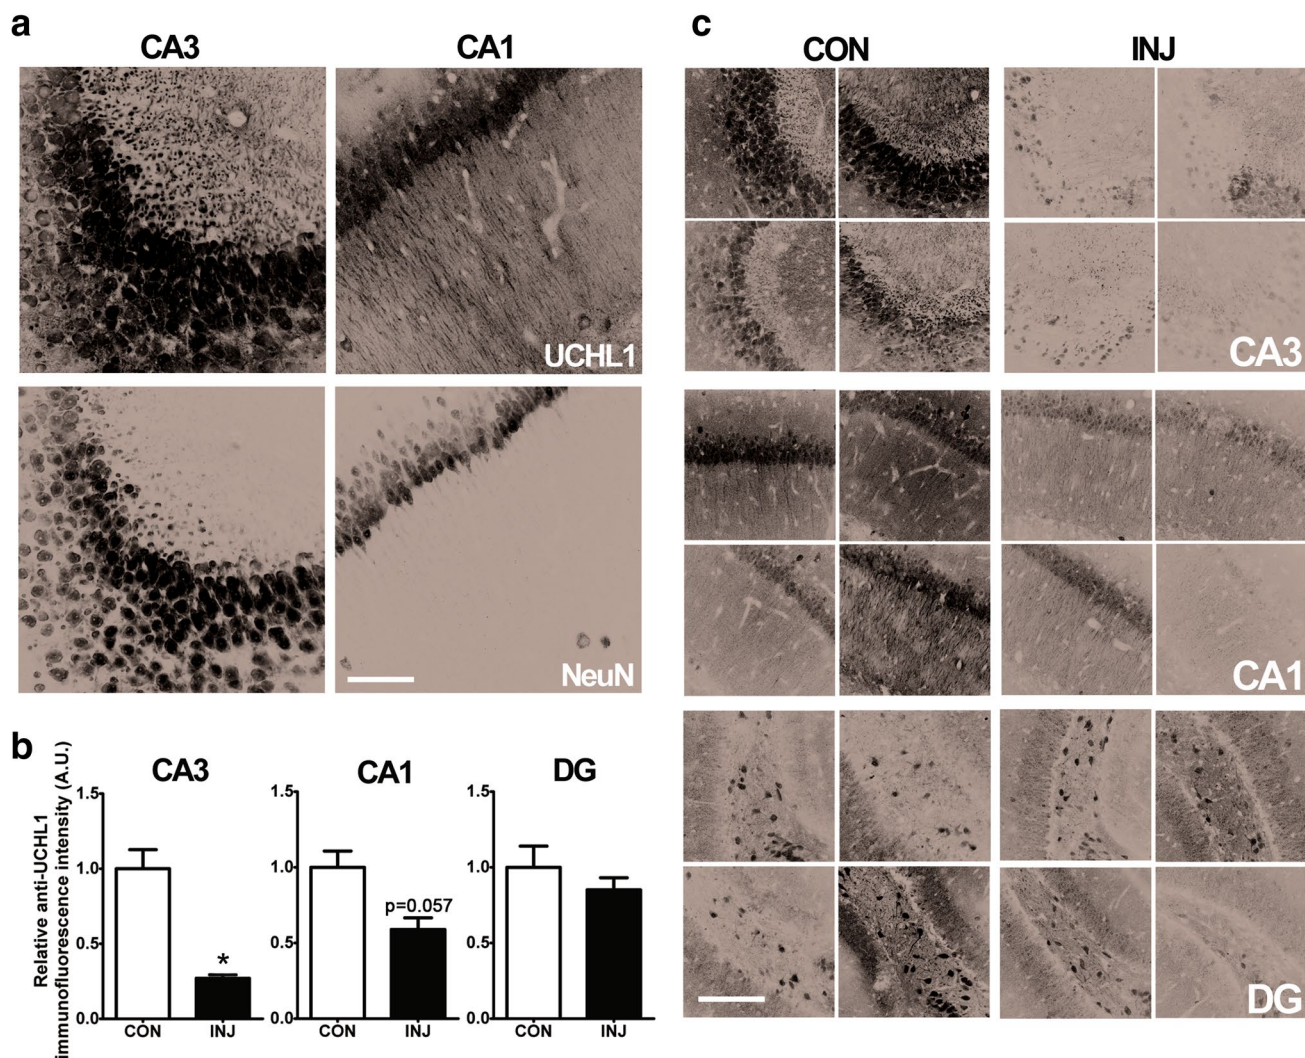 a
CA3 CA1
UCHL1
NeuN
b
Relative anti-UCHL1
immunofluorescence intensity (A.U.)
CA3
1.5
1.0
0.5
0.0
*
CON INJ
CA1
1.5
1.0
0.5
0.0
p=0.057
CON INJ
DG
1.5
1.0
0.5
0.0
CON INJ
c
CON INJ
CA3
CA1
DG